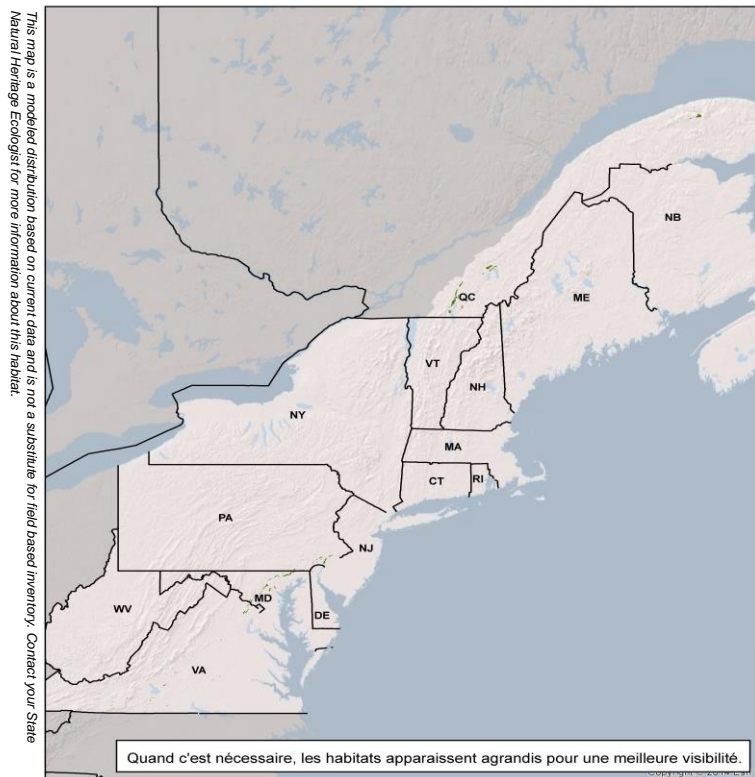 This map is a modeled distribution based on current data and is not a substitute for field based inventory. Contact your State
Natural Heritage Ecologist for more information about this habitat.
NB
QC
ME
VT
NH
NY
MA
CT
RI
PA
NJ
MD
WV
DE
VA
Quand c'est nécessaire, les habitats apparaissent agrandis pour une meilleure visibilité.
Copyright © 2014